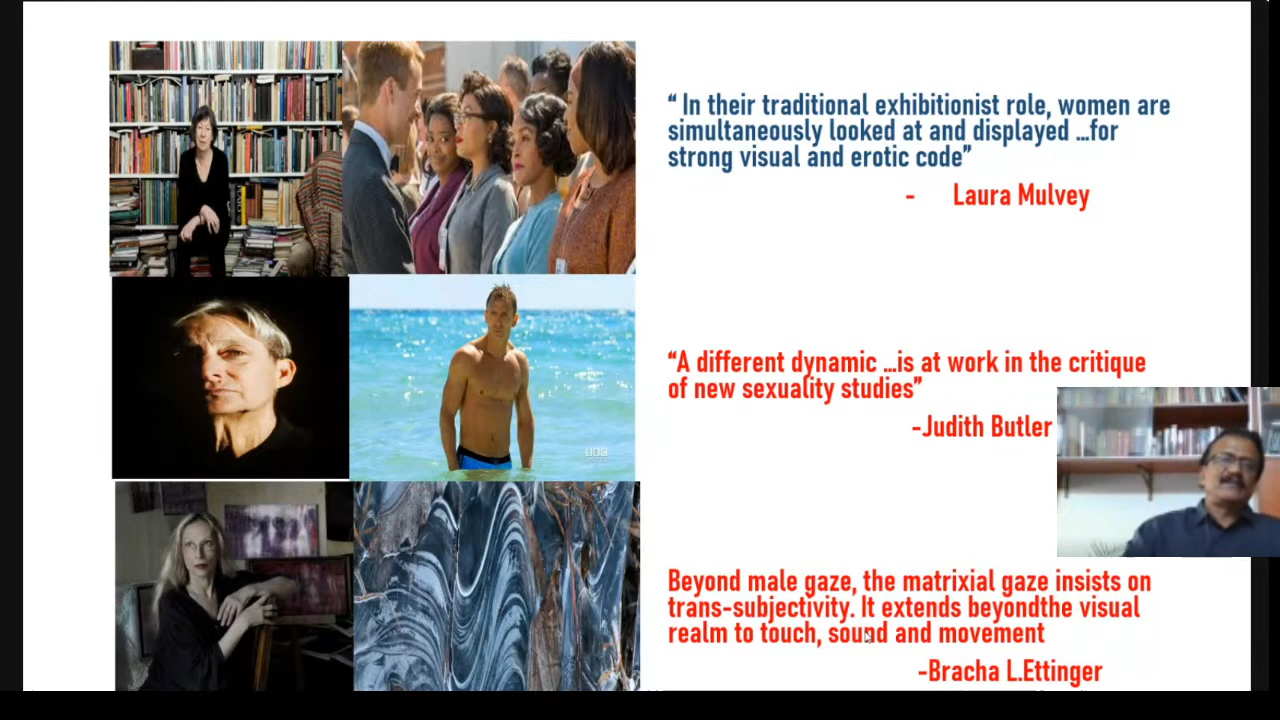 “ In their traditional exhibitionist role, women are
simultaneously looked at and displayed ...for
strong visual and erotic code”
- Laura Mulvey
“A different dynamic ...is at work in the critique
of new sexuality studies”
-Judith Butler
BBC
Beyond male gaze, the matrixial gaze insists on
trans-subjectivity. It extends beyondthe visual
realm to touch, sound and movement
-Bracha L.Ettinger